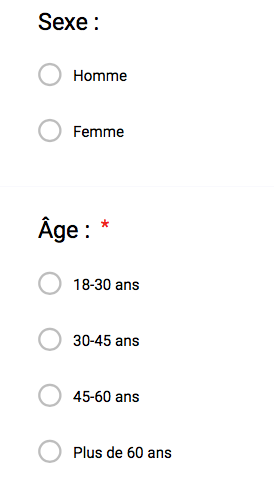 Sexe :
Homme
Femme
Âge : *
18-30 ans
30-45 ans
45-60 ans
Plus de 60 ans